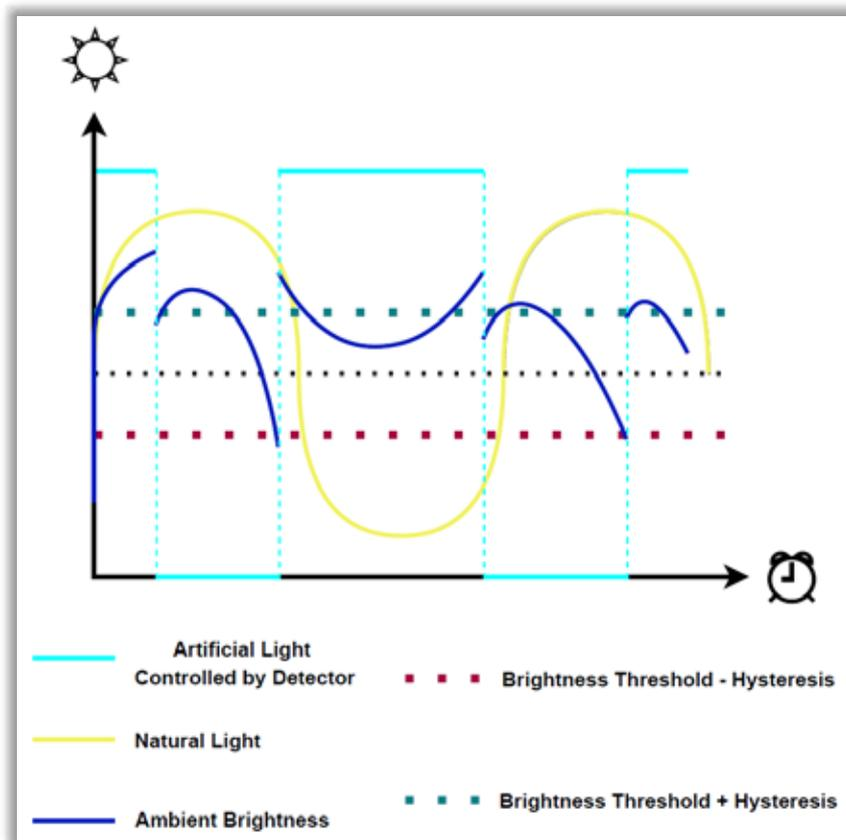 Artificial Light
Controlled by Detector
Brightness Threshold - Hysteresis
Natural Light
Brightness Threshold + Hysteresis
Ambient Brightness